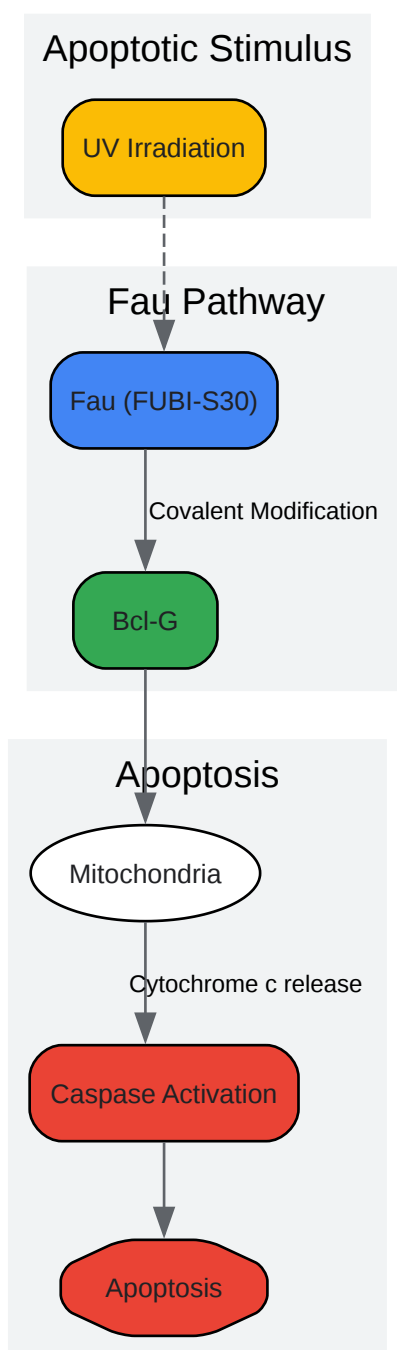 Apoptotic Stimulus
UV Irradiation
Fau Pathway
Fau (FUBI-S30)
Covalent Modification
Bcl-G
Apoptosis
Mitochondria
Cytochrome c release
Caspase Activation
Apoptosis